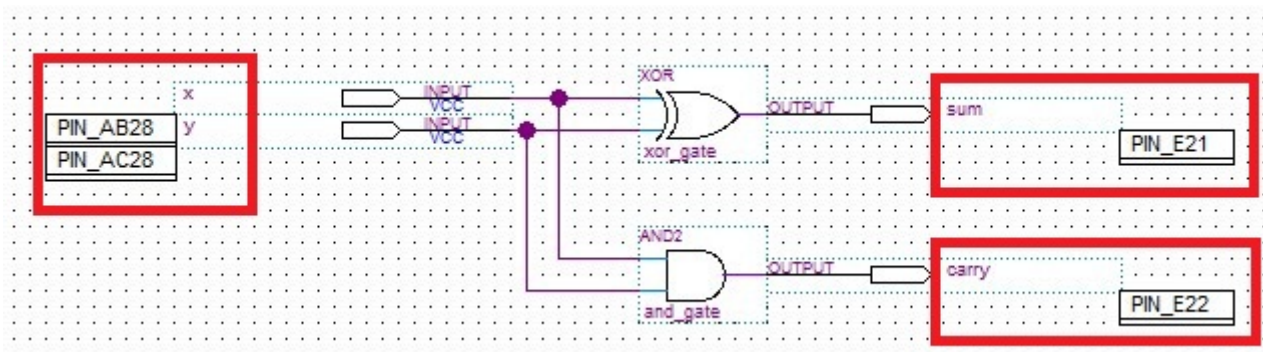 XOR
x
INPUT
VCC
OUTPUT
sum
PIN_AB28
y
INPUT
VCC
PIN_AC28
xor_gate
PIN_E21
AND2
OUTPUT
carry
and_gate
PIN_E22